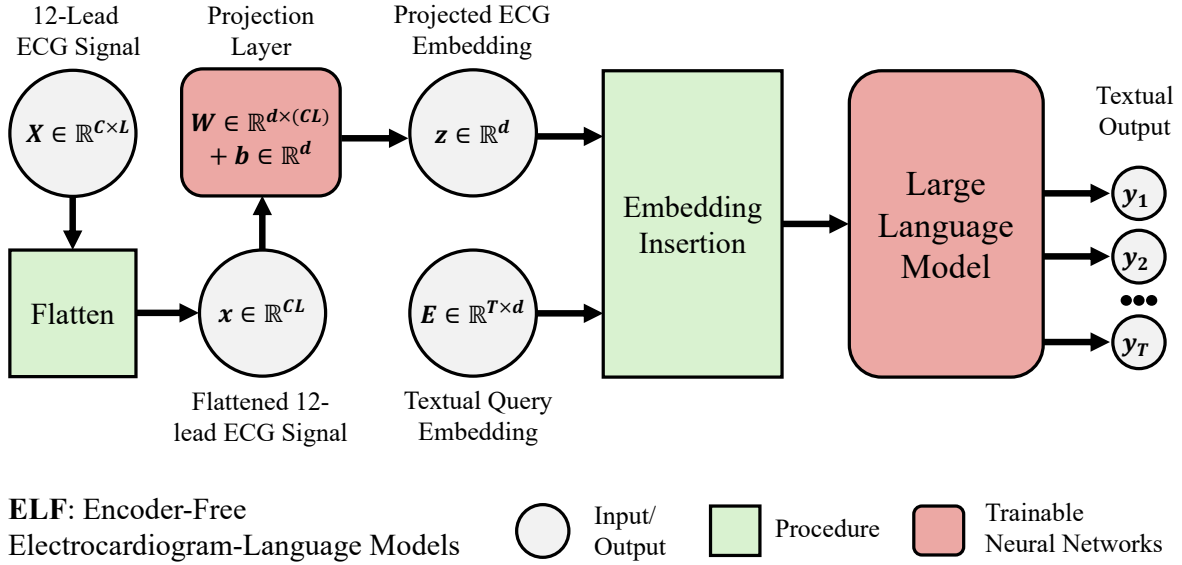 12-Lead
ECG Signal
Projection
Layer
Projected ECG
Embedding
X ∈ ℝ^{C×L}
W ∈ ℝ^{d×(CL)}
+ b ∈ ℝ^d
z ∈ ℝ^d
Flatten
x ∈ ℝ^{CL}
E ∈ ℝ^{T×d}
Flattened 12-
lead ECG Signal
Textual Query
Embedding
Embedding
Insertion
Large
Language
Model
Textual
Output
y_1
y_2
•••
y_T
ELF: Encoder-Free
Electrocardiogram-Language Models
Input/
Output
Procedure
Trainable
Neural Networks